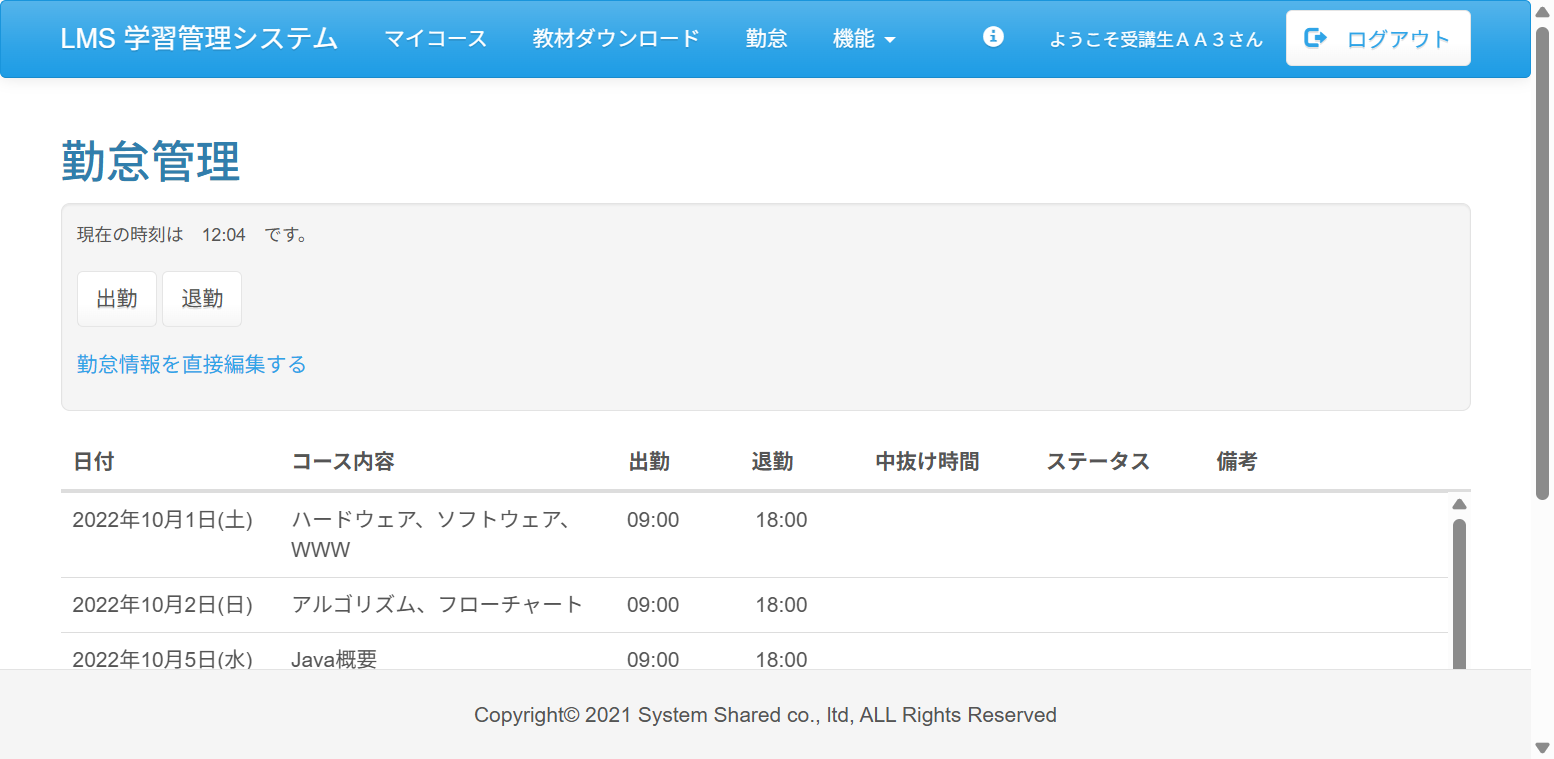 LMS 学習管理システム マイコース 教材ダウンロード 勤怠 機能 ようこそ受講生ＡＡ３さん ログアウト
勤怠管理
現在の時刻は 12:04 です。
出勤 退勤
勤怠情報を直接編集する
日付 コース内容 出勤 退勤 中抜け時間 ステータス 備考
2022年10月1日(土) ハードウェア、ソフトウェア、 09:00 18:00
WWW
2022年10月2日(日) アルゴリズム、フローチャート 09:00 18:00
2022年10月5日(水) Java概要 09:00 18:00
Copyright© 2021 System Shared co., ltd, ALL Rights Reserved